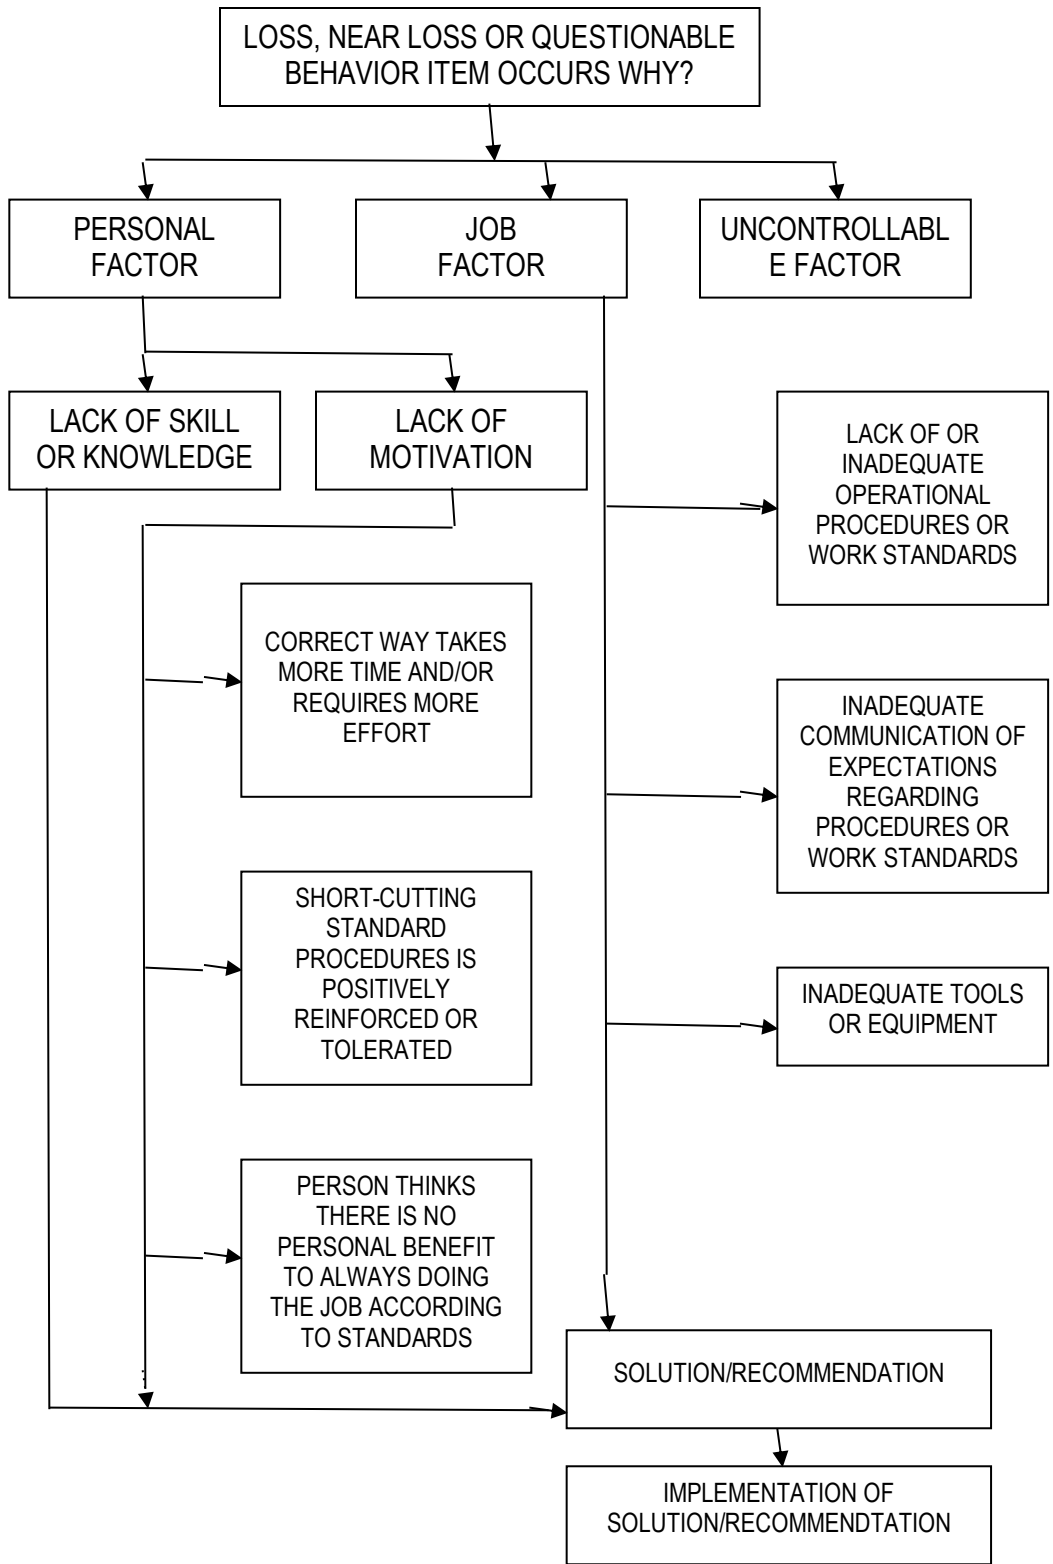 LOSS, NEAR LOSS OR QUESTIONABLE
BEHAVIOR ITEM OCCURS WHY?
PERSONAL
FACTOR
JOB
FACTOR
UNCONTROLLABL
E FACTOR
LACK OF SKILL
OR KNOWLEDGE
LACK OF
MOTIVATION
LACK OF OR
INADEQUATE
OPERATIONAL
PROCEDURES OR
WORK STANDARDS
CORRECT WAY TAKES
MORE TIME AND/OR
REQUIRES MORE
EFFORT
INADEQUATE
COMMUNICATION OF
EXPECTATIONS
REGARDING
PROCEDURES OR
WORK STANDARDS
SHORT-CUTTING
STANDARD
PROCEDURES IS
POSITIVELY
REINFORCED OR
TOLERATED
INADEQUATE TOOLS
OR EQUIPMENT
PERSON THINKS
THERE IS NO
PERSONAL BENEFIT
TO ALWAYS DOING
THE JOB ACCORDING
TO STANDARDS
SOLUTION/RECOMMENDATION
IMPLEMENTATION OF
SOLUTION/RECOMMENDTATION